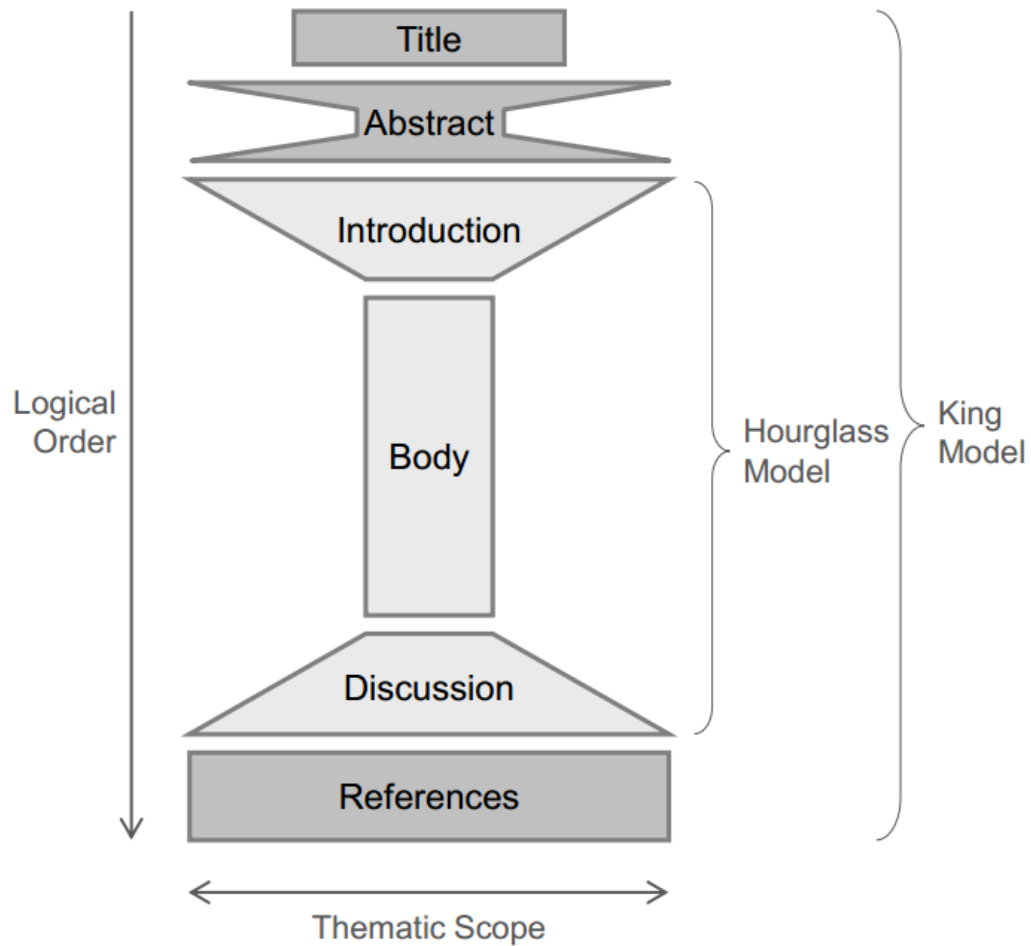 Title
Abstract
Introduction
Body
Discussion
References
Logical
Order
Hourglass
Model
King
Model
Thematic Scope